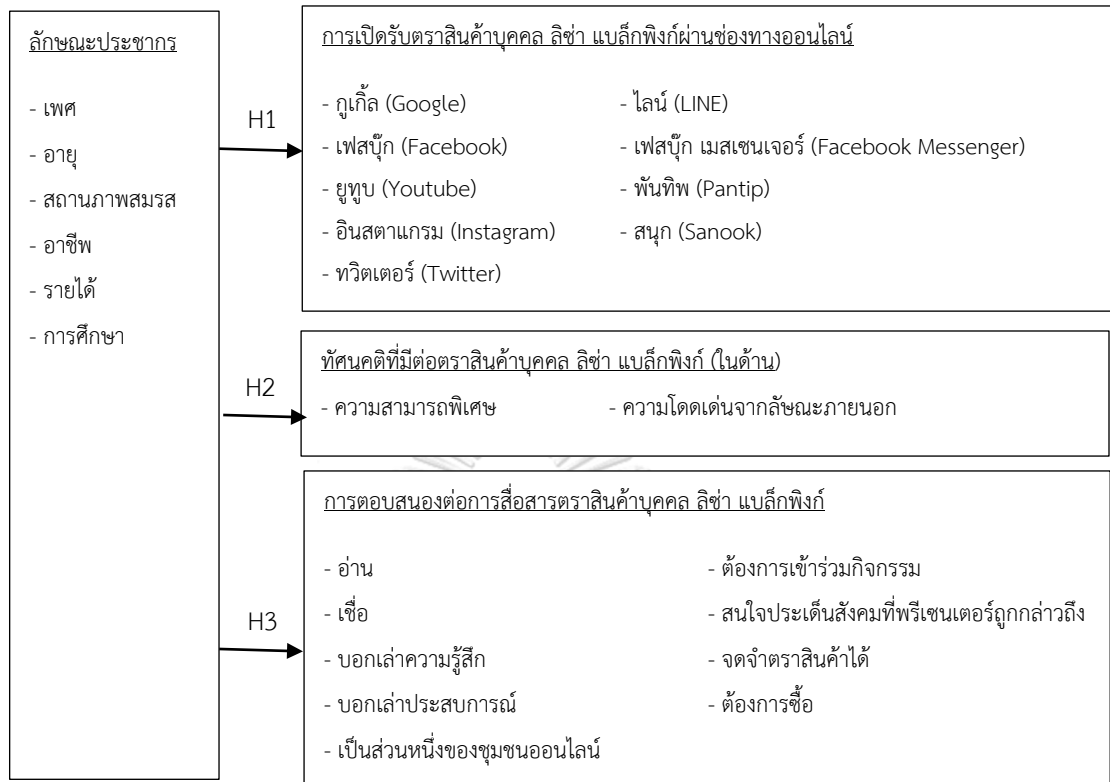 ลักษณะประชากร
- เพศ
- อายุ
- สถานภาพสมรส
- อาชีพ
- รายได้
- การศึกษา
H1
การเปิดรับตราสินค้าบุคคล ลิซ่า แบล็กพิงก์ผ่านช่องทางออนไลน์
- กูเกิ้ล (Google)
- ไลน์ (LINE)
- เฟสบุ๊ก (Facebook)
- เฟสบุ๊ก เมสเซนเจอร์ (Facebook Messenger)
- ยูทูบ (Youtube)
- พันทิพ (Pantip)
- อินสตาแกรม (Instagram)
- สนุก (Sanook)
- ทวิตเตอร์ (Twitter)
H2
ทัศนคติที่มีต่อตราสินค้าบุคคล ลิซ่า แบล็กพิงก์ (ในด้าน)
- ความสามารถพิเศษ
- ความโดดเด่นจากลัษณะภายนอก
H3
การตอบสนองต่อการสื่อสารตราสินค้าบุคคล ลิซ่า แบล็กพิงก์
- อ่าน
- ต้องการเข้าร่วมกิจกรรม
- เชื่อ
- สนใจประเด็นสังคมที่พรีเซนเตอร์ถูกกล่าวถึง
- บอกเล่าความรู้สึก
- จดจำตราสินค้าได้
- บอกเล่าประสบการณ์
- ต้องการซื้อ
- เป็นส่วนหนึ่งของชุมชนออนไลน์